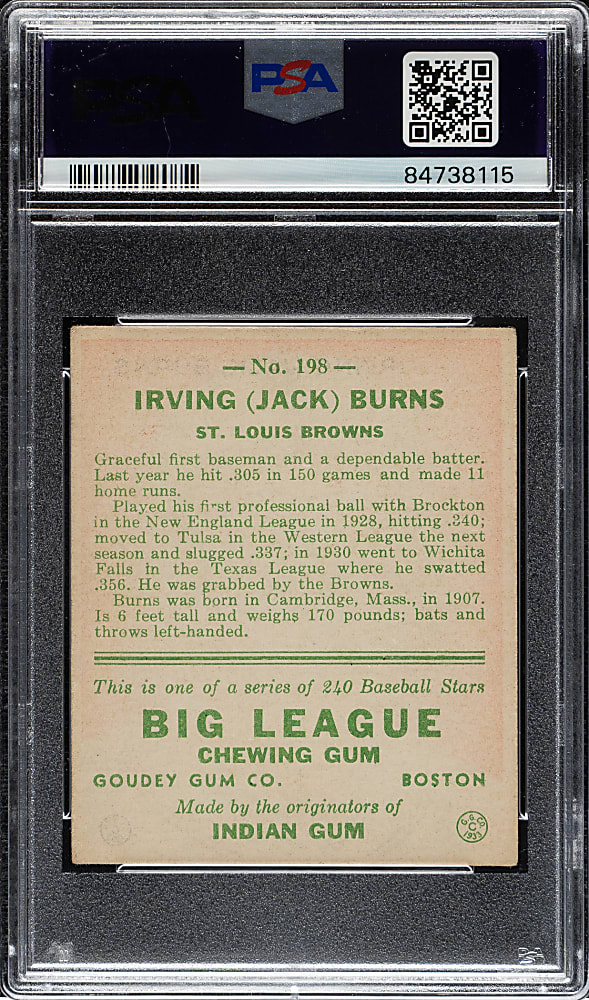 PSA
PSA
84738115
— No. 198 —
IRVING (JACK) BURNS
ST. LOUIS BROWNS
Graceful first baseman and a dependable batter.
Last year he hit .305 in 150 games and made 11
home runs.
Played his first professional ball with Brockton
in the New England League in 1928, hitting .340;
moved to Tulsa in the Western League the next
season and slugged .337; in 1930 went to Wichita
Falls in the Texas League where he swatted
.356. He was grabbed by the Browns.
Burns was born in Cambridge, Mass., in 1907.
Is 6 feet tall and weighs 170 pounds; bats and
throws left-handed.
This is one of a series of 240 Baseball Stars
BIG LEAGUE
CHEWING GUM
GOUDEY GUM CO. BOSTON
Made by the originators of
INDIAN GUM
G.G.CO.
C
1933
PSA